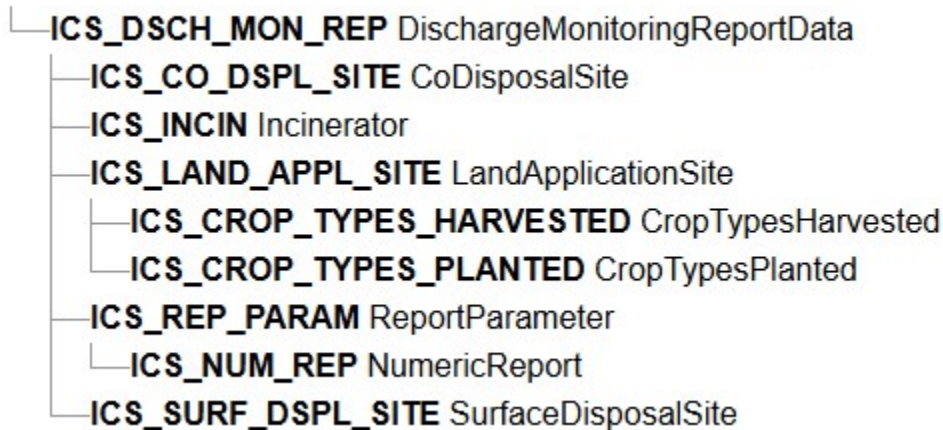 ICS_DSCH_MON_REP DischargeMonitoringReportData
ICS_CO_DSPL_SITE CoDisposalSite
ICS_INCIN Incinerator
ICS_LAND_APPL_SITE LandApplicationSite
ICS_CROP_TYPES_HARVESTED CropTypesHarvested
ICS_CROP_TYPES_PLANTED CropTypesPlanted
ICS_REP_PARAM ReportParameter
ICS_NUM_REP NumericReport
ICS_SURF_DSPL_SITE SurfaceDisposalSite